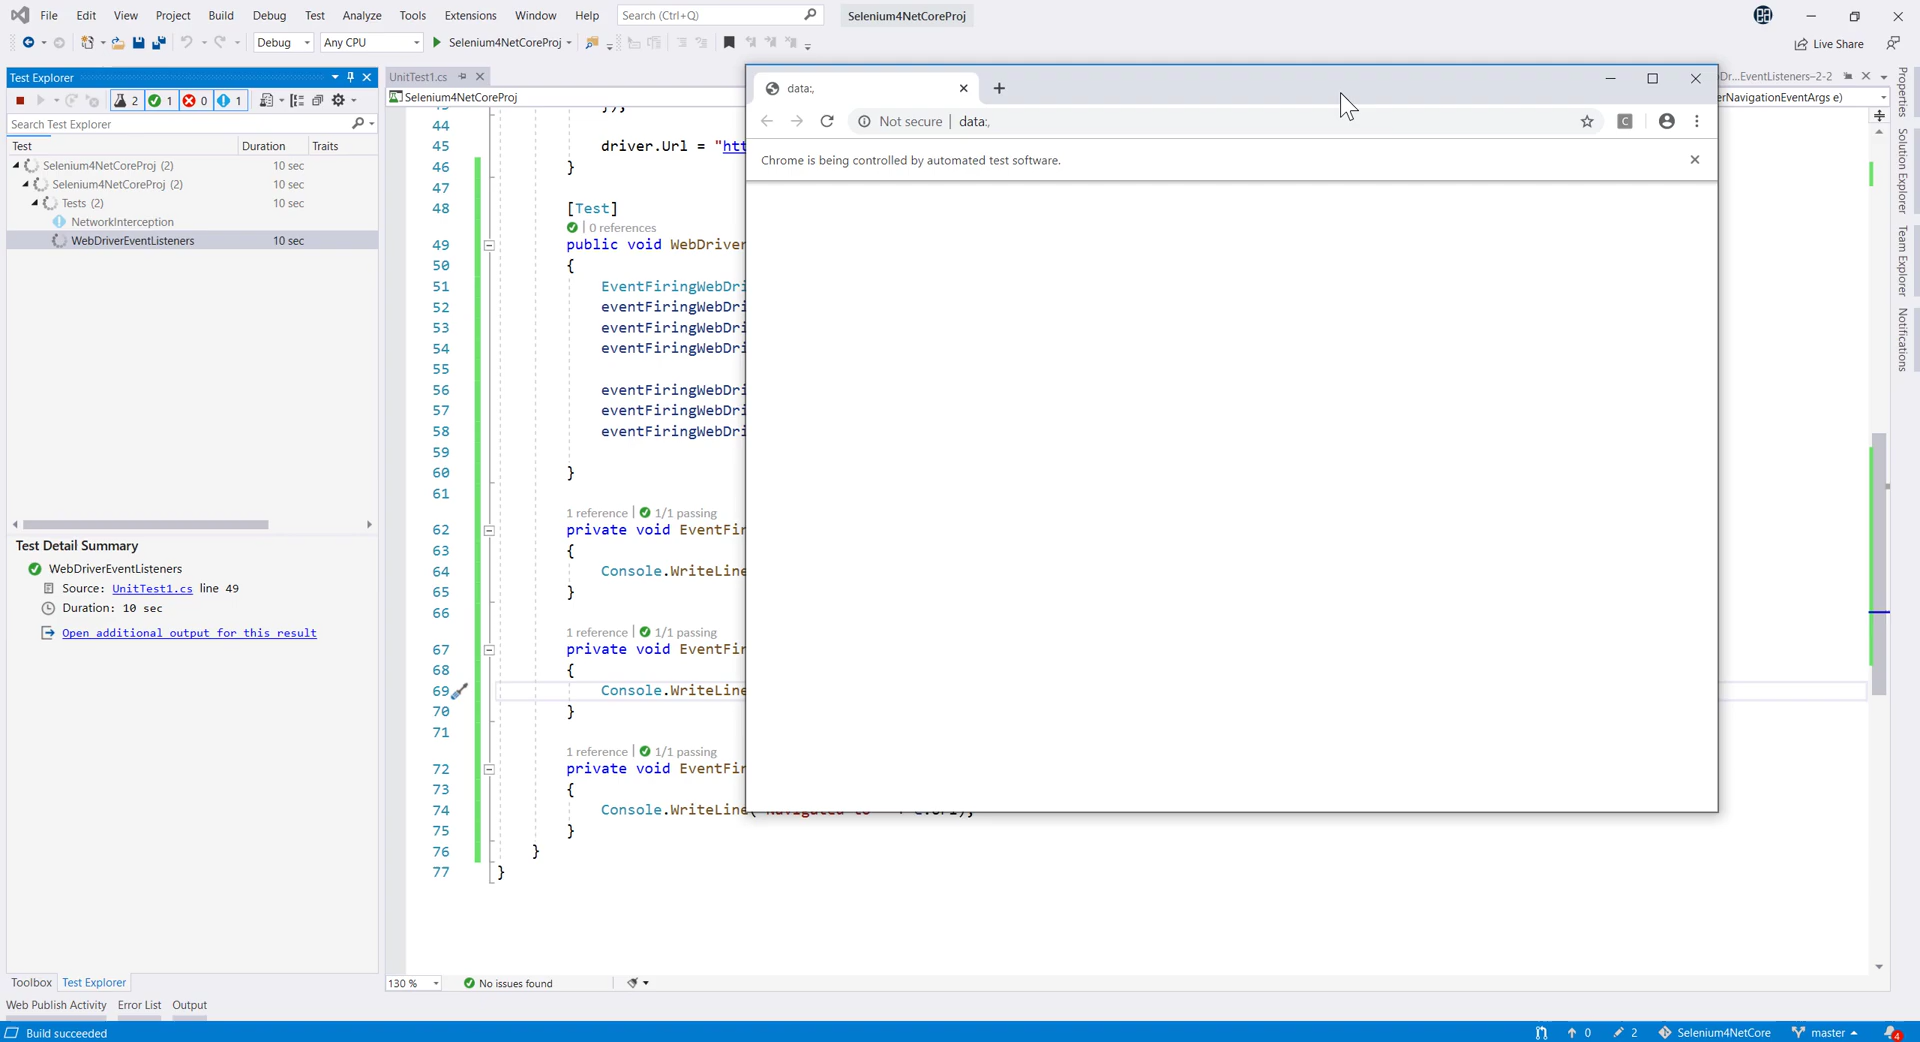 File Edit View Project Build Debug Test Analyze Tools Extensions Window Help Search (Ctrl+Q) Selenium4NetCoreProj
Debug Any CPU Selenium4NetCoreProj Live Share
Test Explorer
2 1 0 1
Search Test Explorer
Test Duration Traits
Selenium4NetCoreProj (2) 10 sec
Selenium4NetCoreProj (2) 10 sec
Tests (2) 10 sec
NetworkInterception
WebDriverEventListeners 10 sec
Test Detail Summary
WebDriverEventListeners
Source: UnitTest1.cs line 49
Duration: 10 sec
Open additional output for this result
Toolbox Test Explorer
Web Publish Activity Error List Output
Build succeeded
UnitTest1.cs
Selenium4NetCoreProj
44
45 driver.Url = "htt
46 }
47
48 [Test]
0 references
49 public void WebDriver
50 {
51 EventFiringWebDri
52 eventFiringWebDri
53 eventFiringWebDri
54 eventFiringWebDri
55
56 eventFiringWebDri
57 eventFiringWebDri
58 eventFiringWebDri
59
60 }
61
1 reference | 1/1 passing
62 private void EventFir
63 {
64 Console.WriteLine
65 }
66
1 reference | 1/1 passing
67 private void EventFir
68 {
69 Console.WriteLine
70 }
71
1 reference | 1/1 passing
72 private void EventFir
73 {
74 Console.WriteLine
75 }
76 }
77 }
130 % No issues found
data:,
Not secure | data:, C
Chrome is being controlled by automated test software.
Dr...EventListeners~2-2
erNavigationEventArgs e)
Properties
Solution Explorer
Team Explorer
Notifications
0 2 Selenium4NetCore master 4